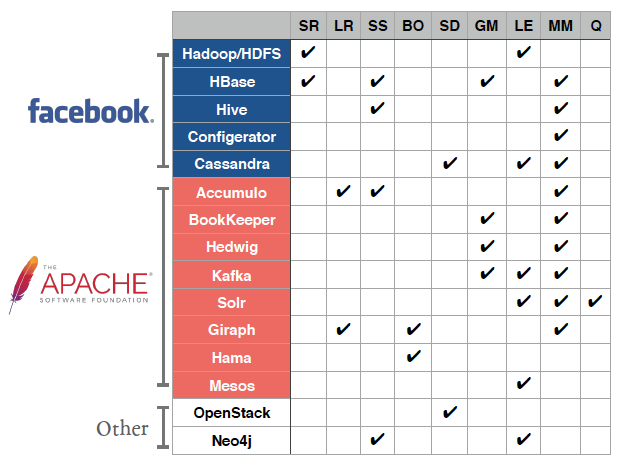 SR LR SS BO SD GM LE MM Q
Hadoop/HDFS ✔ ✔
HBase ✔ ✔ ✔ ✔
Hive ✔ ✔
Configerator ✔
Cassandra ✔ ✔ ✔
facebook.
Accumulo ✔ ✔ ✔
BookKeeper ✔ ✔
Hedwig ✔ ✔
Kafka ✔ ✔ ✔
Solr ✔ ✔ ✔
Giraph ✔ ✔ ✔
Hama ✔
Mesos ✔
THE
APACHE®
SOFTWARE FOUNDATION
OpenStack ✔
Neo4j ✔ ✔
Other